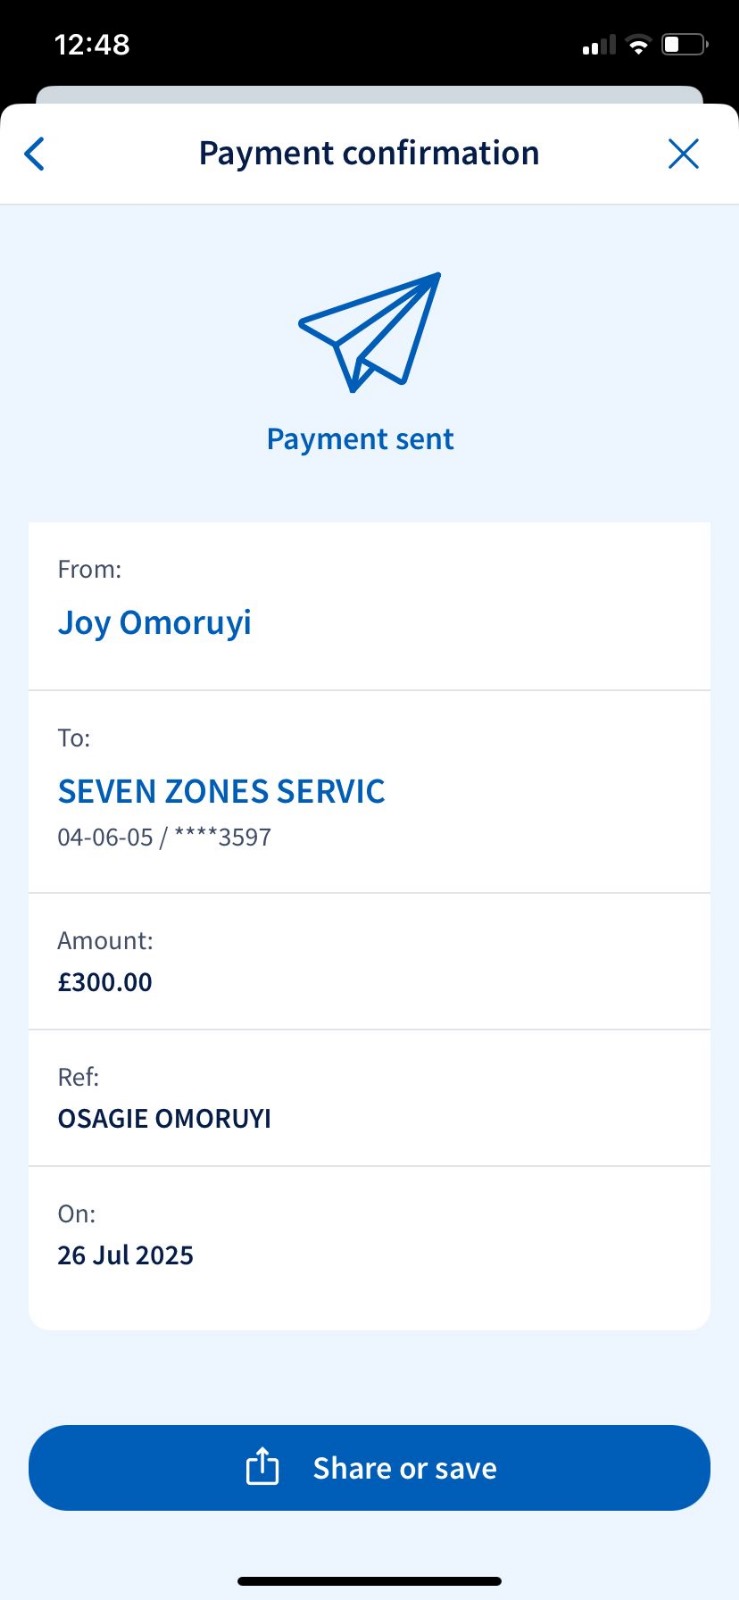 12:48
Payment confirmation
Payment sent
From:
Joy Omoruyi
To:
SEVEN ZONES SERVIC
04-06-05 / ****3597
Amount:
£300.00
Ref:
OSAGIE OMORUYI
On:
26 Jul 2025
Share or save